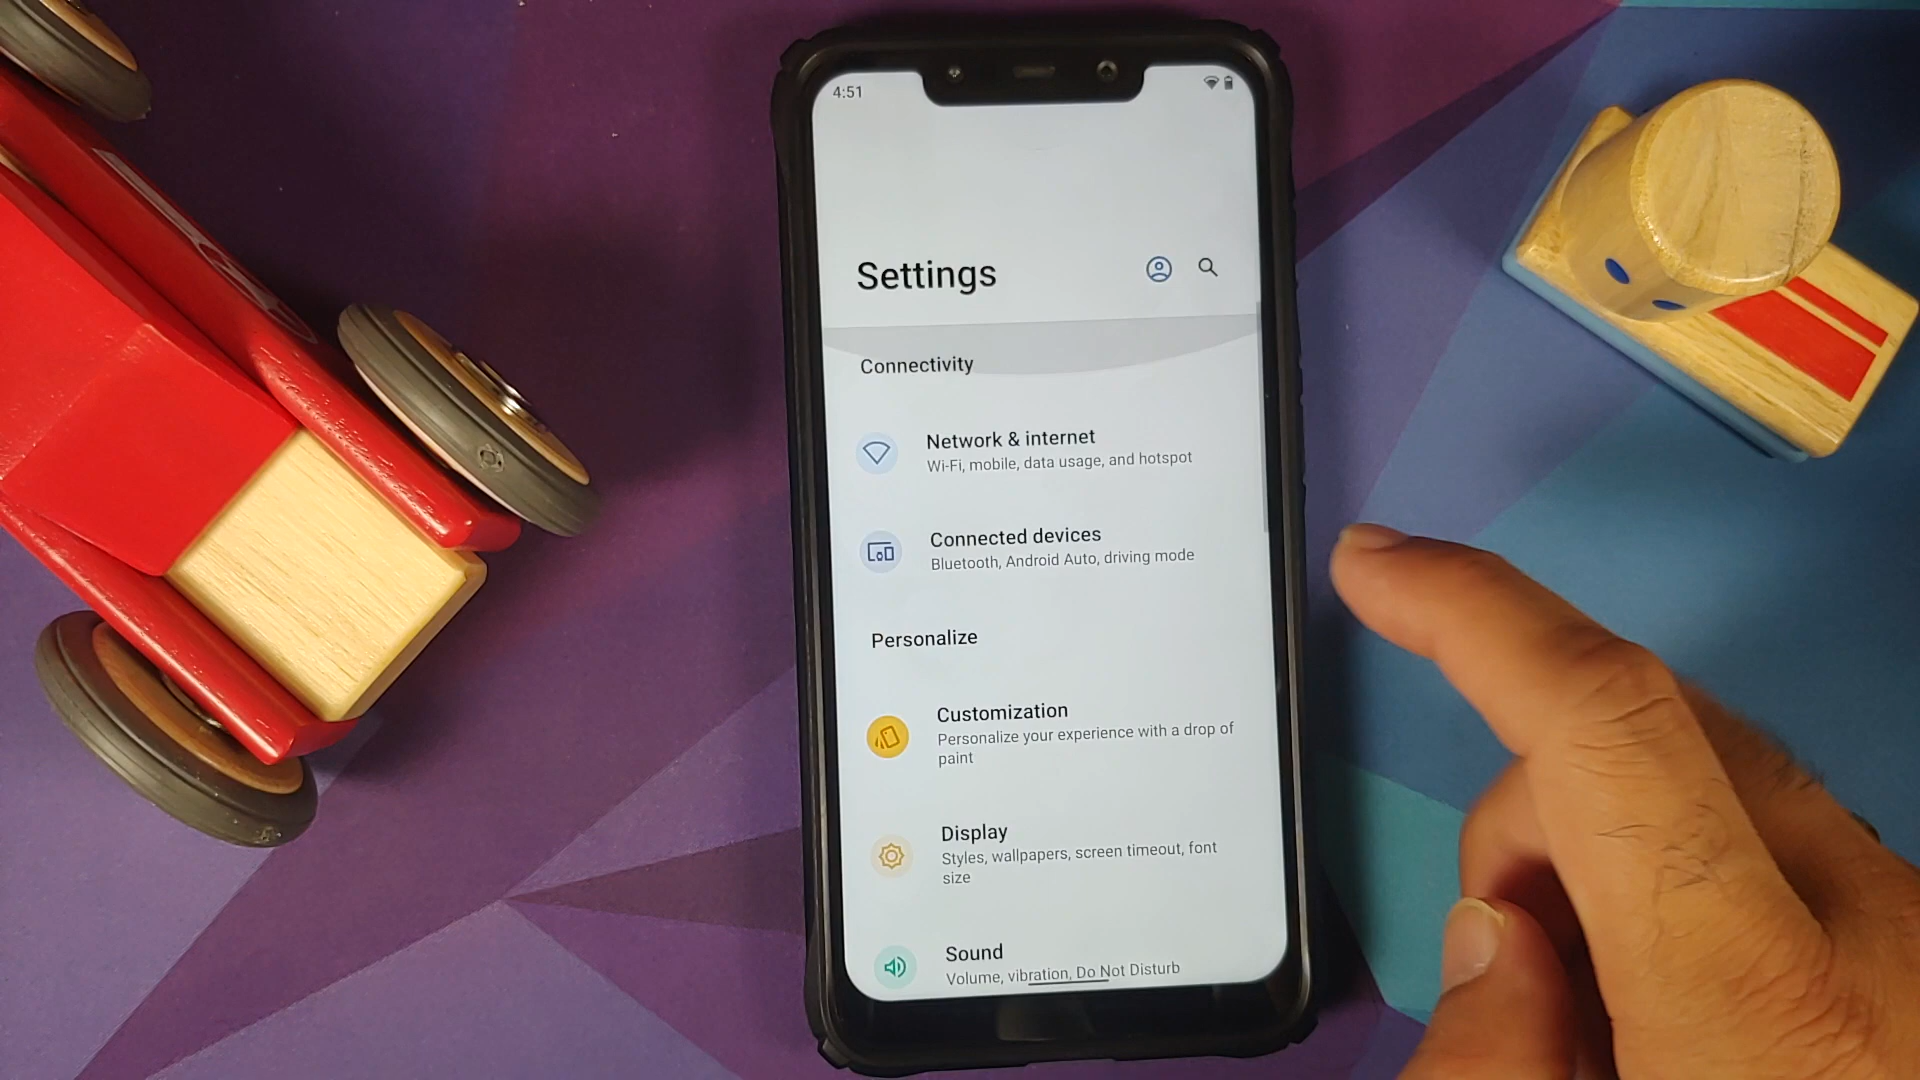 4:51
Settings
Connectivity
Network & internet
Wi-Fi, mobile, data usage, and hotspot
Connected devices
Bluetooth, Android Auto, driving mode
Personalize
Customization
Personalize your experience with a drop of
paint
Display
Styles, wallpapers, screen timeout, font
size
Sound
Volume, vibration, Do Not Disturb